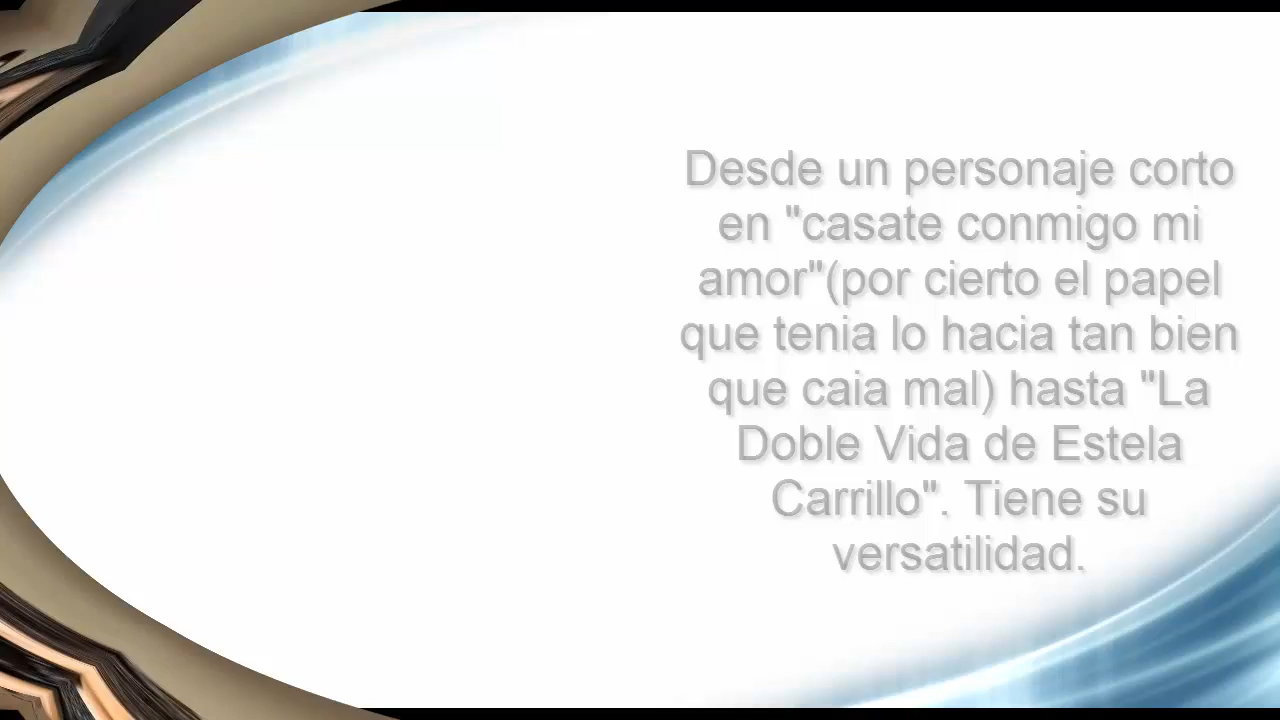 Desde un personaje corto
en "casate conmigo mi
amor"(por cierto el papel
que tenia lo hacia tan bien
que caia mal) hasta "La
Doble Vida de Estela
Carrillo". Tiene su
versatilidad.